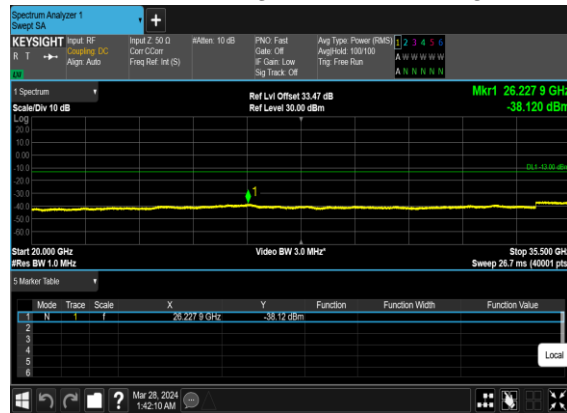 Spectrum Analyzer 1
Swept SA
+
KEYSIGHT Input: RF Input Z: 50 Ω #Atten: 10 dB PNO: Fast Avg Type: Power (RMS) 1 2 3 4 5 6
R T Coupling: DC Corr CCorr Gate: Off Avg|Hold: 100/100 A W W W W W
Align: Auto Freq Ref: Int (S) IF Gain: Low Trig: Free Run
Sig Track: Off A N N N N N
1 Spectrum Ref Lvl Offset 33.47 dB Mkr1 26.227 9 GHz
Scale/Div 10 dB Ref Level 30.00 dBm -38.120 dBm
Log
20.0
10.0
0.00
-10.0
DL1 -13.00 dBm
-20.0
-30.0
1
-40.0
-50.0
-60.0
Start 20.000 GHz Video BW 3.0 MHz* Stop 35.500 GHz
#Res BW 1.0 MHz Sweep 26.7 ms (40001 pts
5 Marker Table
Mode Trace Scale X Y Function Function Width Function Value
1 N 1 f 26.227 9 GHz -38.12 dBm
2
3
4
5
6
Local
? Mar 28, 2024
1:42:10 AM